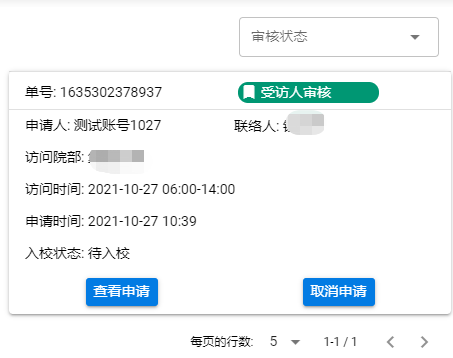 审核状态
单号: 1635302378937 受访人审核
申请人: 测试账号1027 联络人:
访问院部:
访问时间: 2021-10-27 06:00-14:00
申请时间: 2021-10-27 10:39
入校状态: 待入校
查看申请 取消申请
每页的行数: 5 1-1 / 1